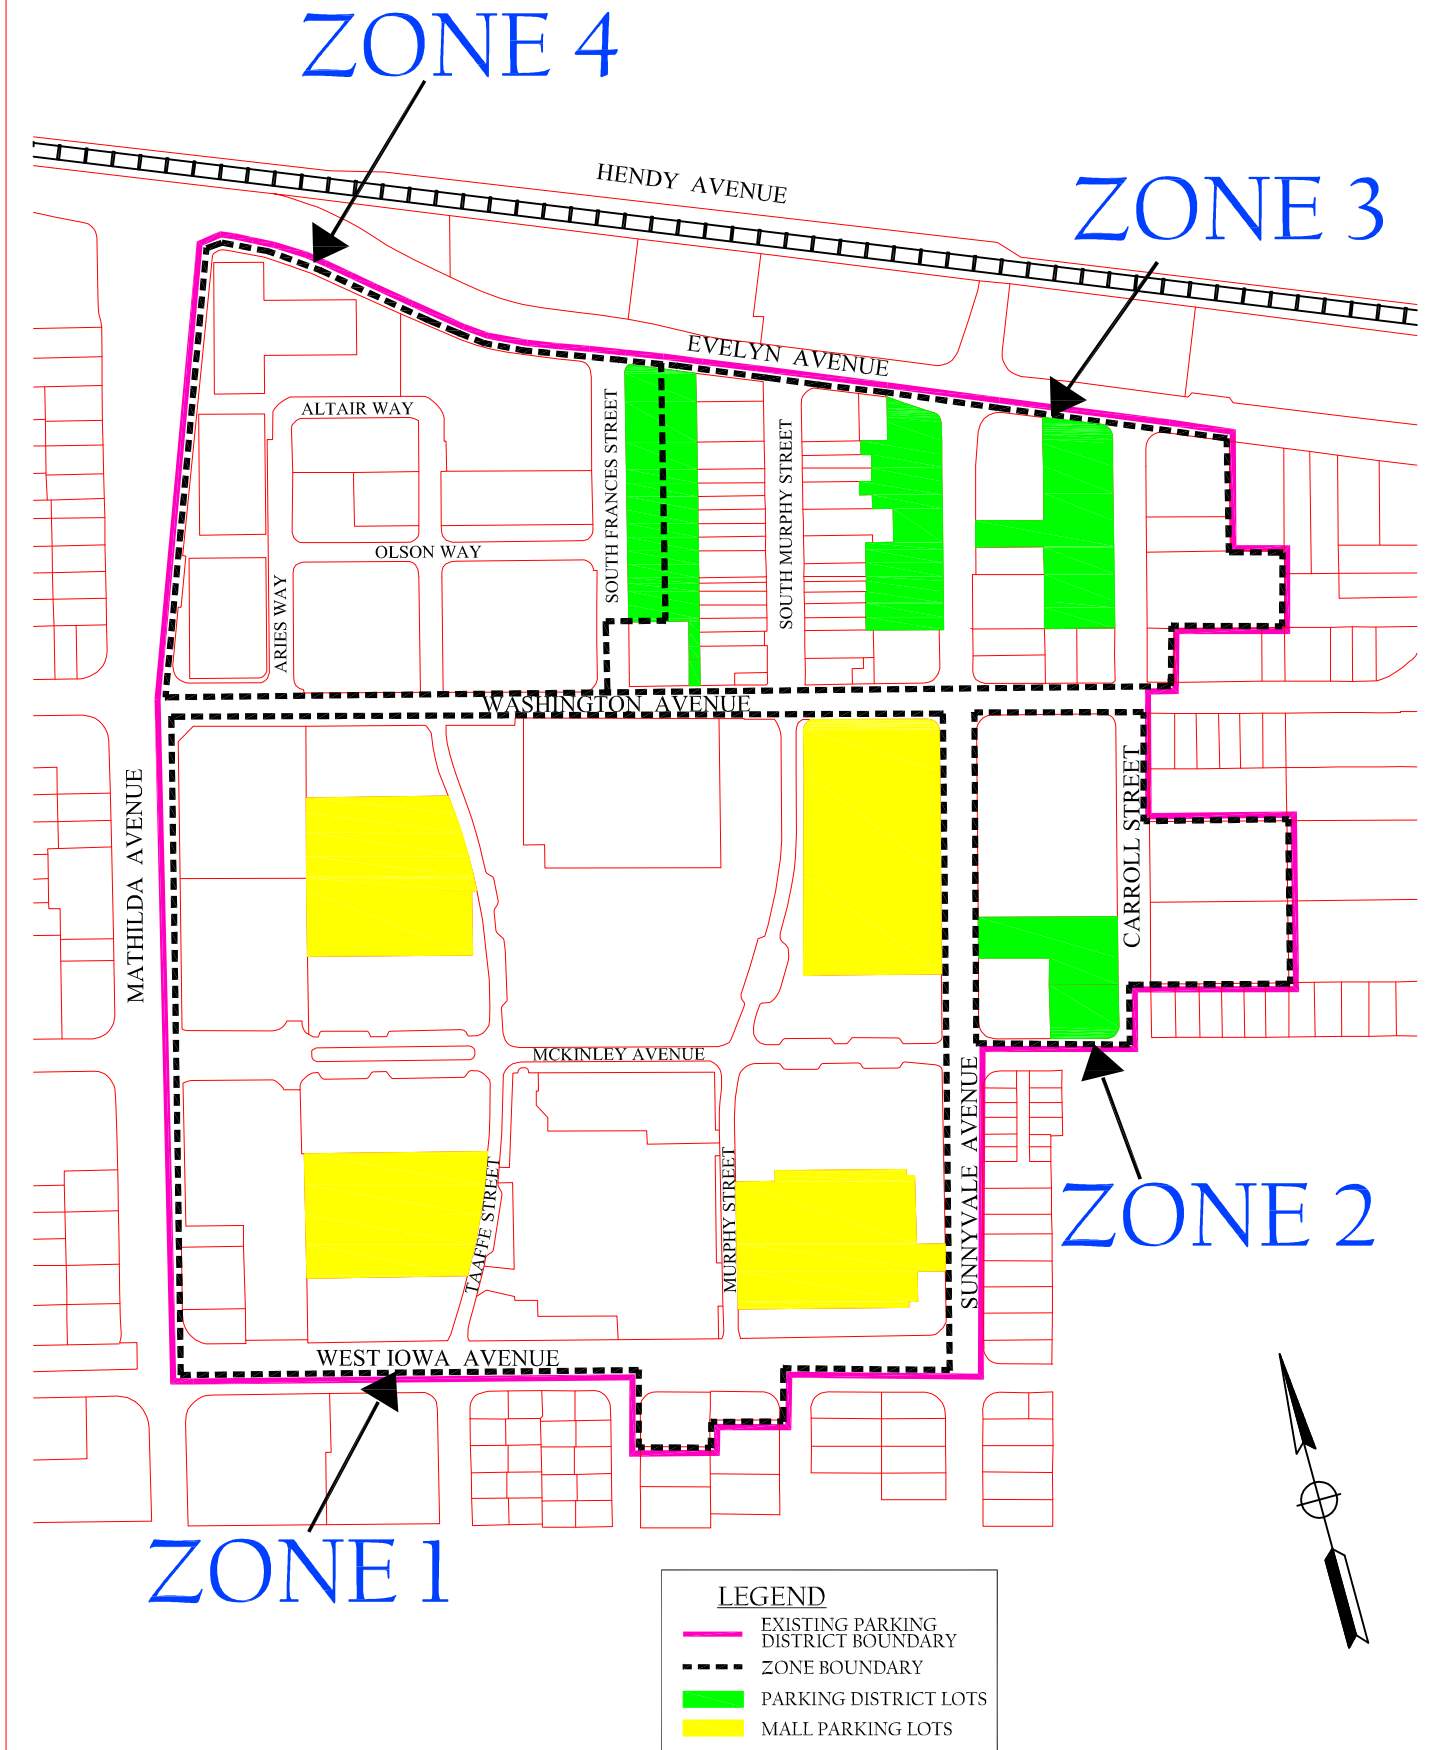 ZONE 4
HENDY AVENUE
ZONE 3
EVELYN AVENUE
ALTAIR WAY
SOUTH FRANCES STREET
SOUTH MURPHY STREET
OLSON WAY
ARIES WAY
WASHINGTON AVENUE
MATHILDA AVENUE
CARROLL STREET
MCKINLEY AVENUE
SUNNYVALE AVENUE
TAAFFE STREET
MURPHY STREET
ZONE 2
WEST IOWA AVENUE
ZONE 1
LEGEND
EXISTING PARKING
DISTRICT BOUNDARY
ZONE BOUNDARY
PARKING DISTRICT LOTS
MALL PARKING LOTS